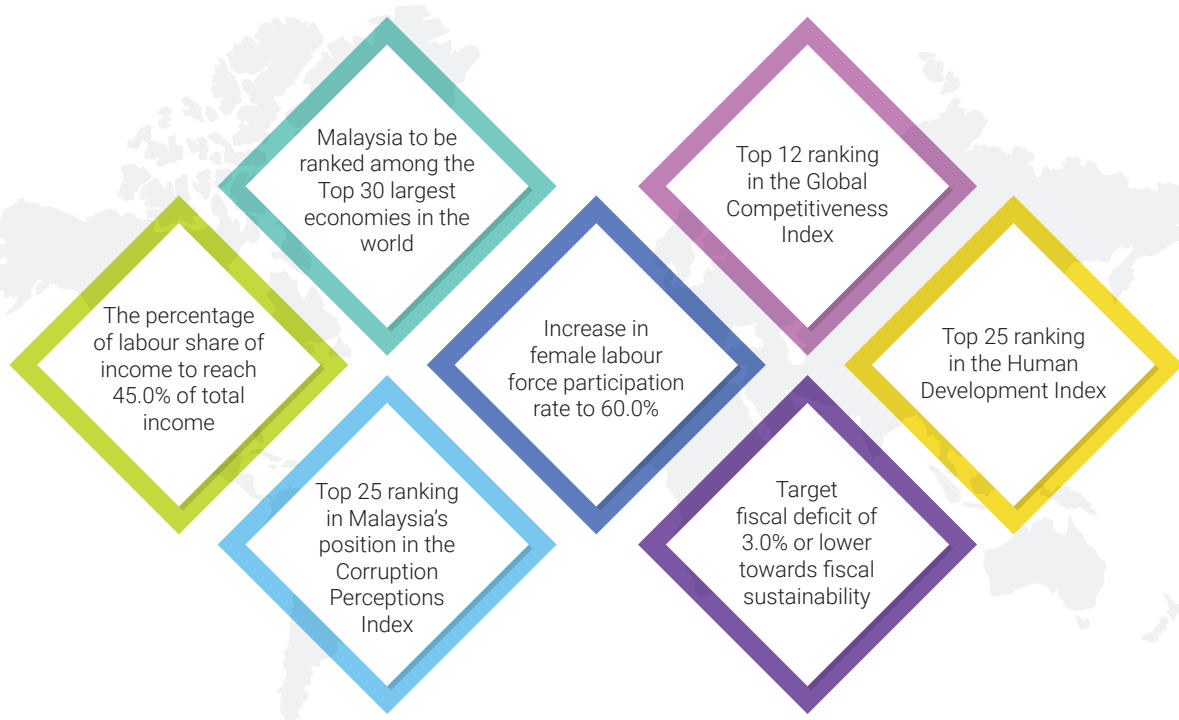 Malaysia to be
ranked among the
Top 30 largest
economies in the
world
Top 12 ranking
in the Global
Competitiveness
Index
The percentage
of labour share of
income to reach
45.0% of total
income
Increase in
female labour
force participation
rate to 60.0%
Top 25 ranking
in the Human
Development Index
Top 25 ranking
in Malaysia's
position in the
Corruption
Perceptions
Index
Target
fiscal deficit of
3.0% or lower
towards fiscal
sustainability